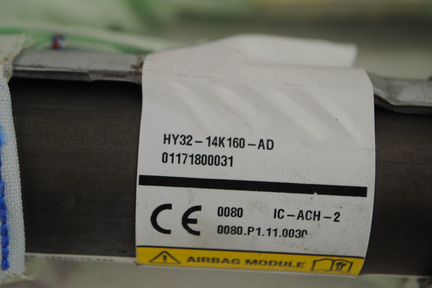 HY32-14K160-AD
01171800031
CE 0080 IC-ACH-2
0080.P1.11.0030
AIRBAG MODULE